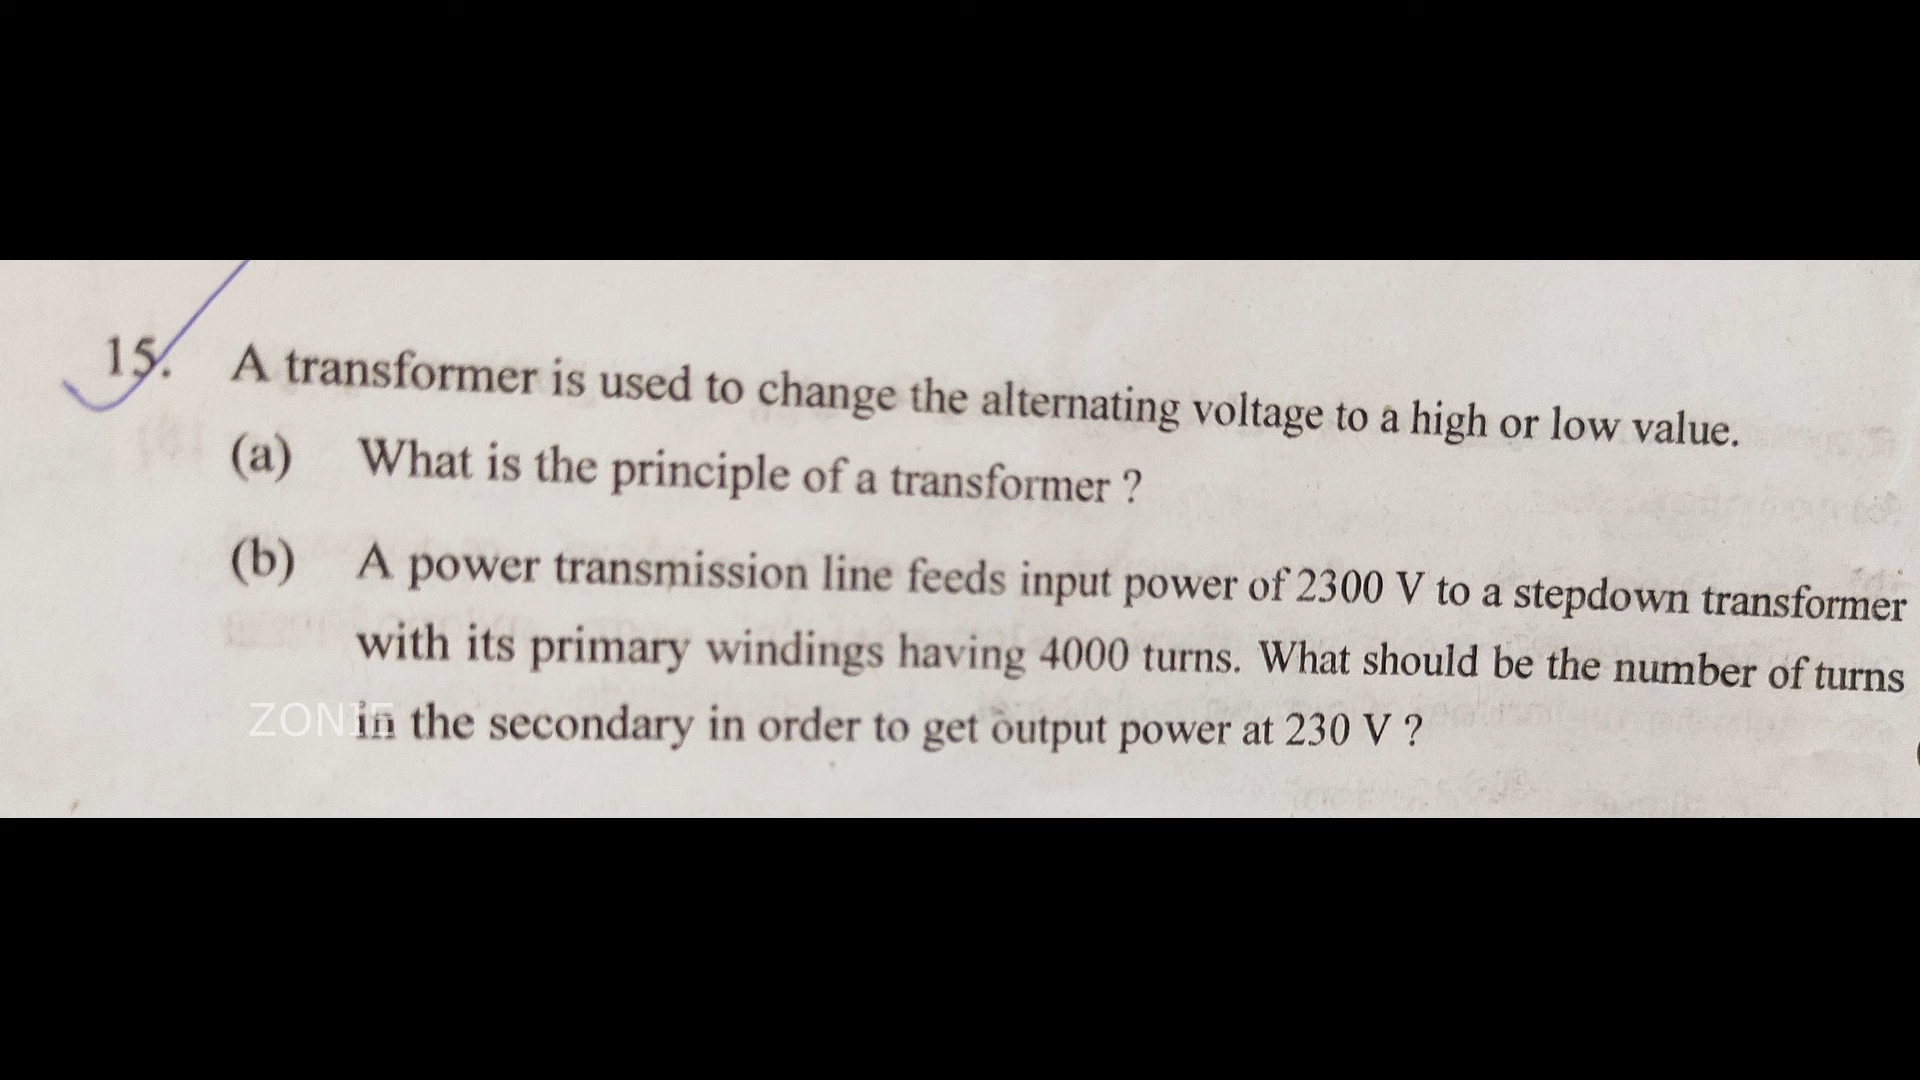 15. A transformer is used to change the alternating voltage to a high or low value.
(a) What is the principle of a transformer ?
(b) A power transmission line feeds input power of 2300 V to a stepdown transformer
with its primary windings having 4000 turns. What should be the number of turns
in the secondary in order to get output power at 230 V ?
ZONIE